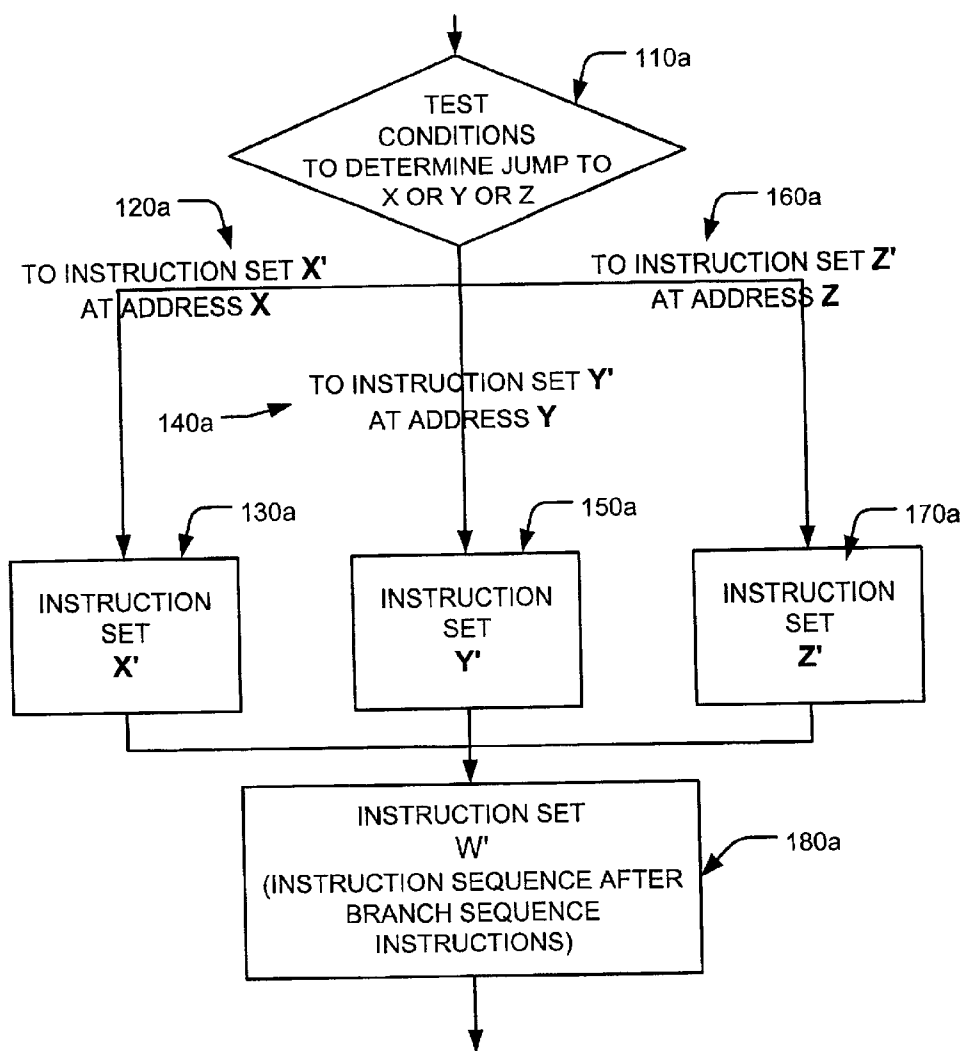 110a
TEST
CONDITIONS
TO DETERMINE JUMP TO
X OR Y OR Z
120a
160a
TO INSTRUCTION SET X'
AT ADDRESS X
TO INSTRUCTION SET Z'
AT ADDRESS Z
TO INSTRUCTION SET Y'
AT ADDRESS Y
140a
130a
150a
170a
INSTRUCTION
SET
X'
INSTRUCTION
SET
Y'
INSTRUCTION
SET
Z'
INSTRUCTION SET
W'
(INSTRUCTION SEQUENCE AFTER
BRANCH SEQUENCE
INSTRUCTIONS)
180a